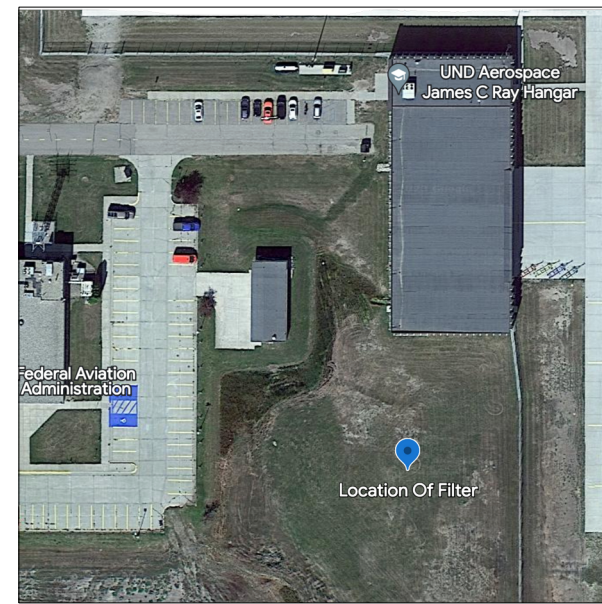 UND Aerospace
James C Ray Hangar
Federal Aviation
Administration
Location Of Filter